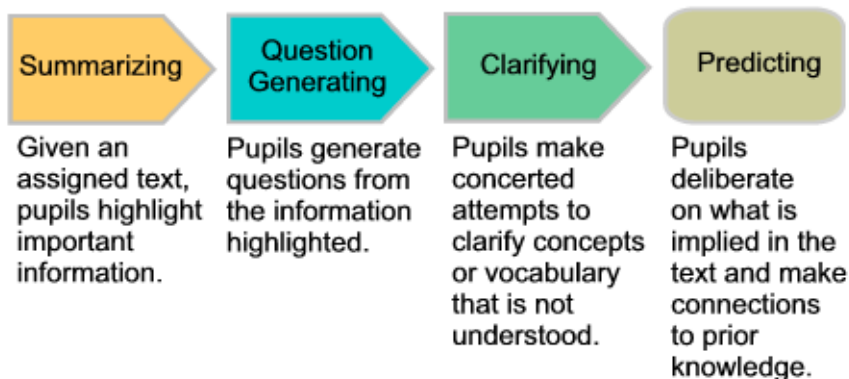 Summarizing
Question
Generating
Clarifying
Predicting
Given an
assigned text,
pupils highlight
important
information.
Pupils generate
questions from
the information
highlighted.
Pupils make
concerted
attempts to
clarify concepts
or vocabulary
that is not
understood.
Pupils
deliberate
on what is
implied in the
text and make
connections
to prior
knowledge.